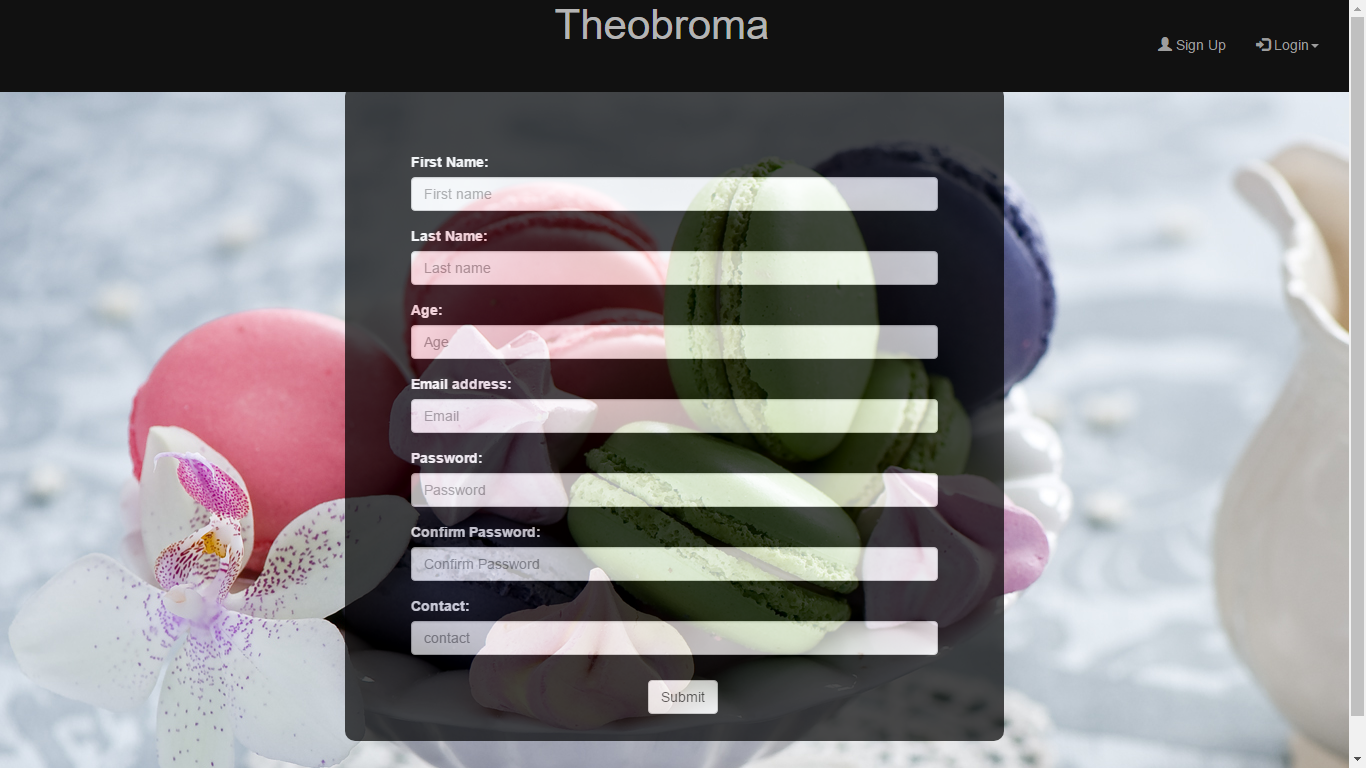 Theobroma
Sign Up Login
First Name:
First name
Last Name:
Last name
Age:
Age
Email address:
Email
Password:
Password
Confirm Password:
Confirm Password
Contact:
contact
Submit